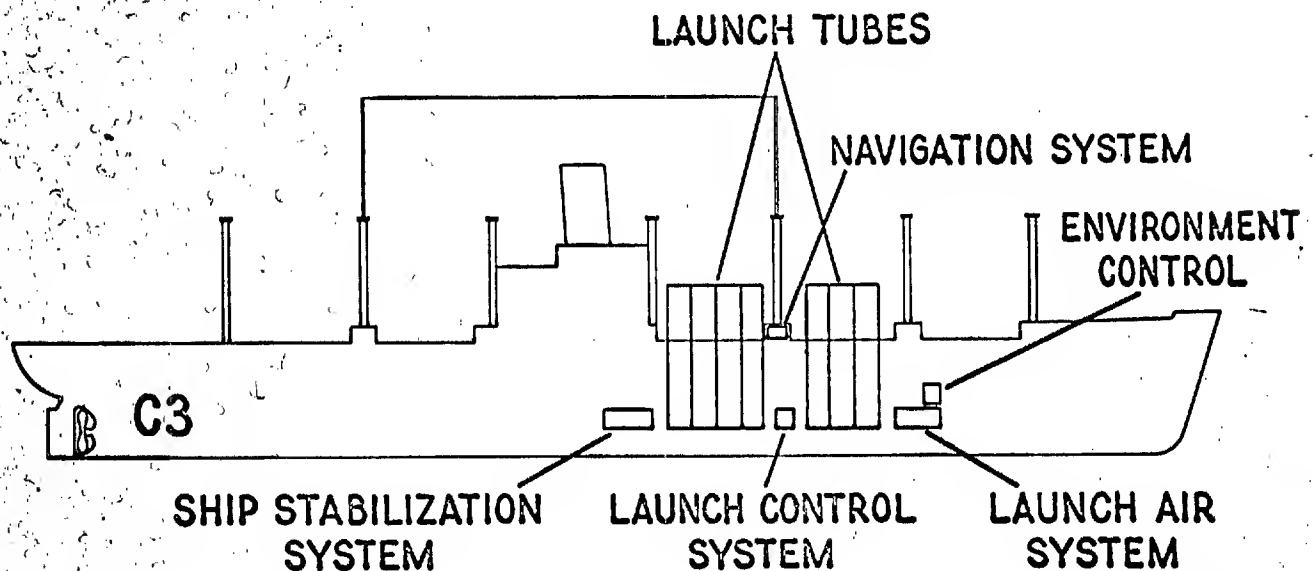 LAUNCH TUBES
NAVIGATION SYSTEM
ENVIRONMENT
CONTROL
C3
SHIP STABILIZATION
SYSTEM
LAUNCH CONTROL
SYSTEM
LAUNCH AIR
SYSTEM